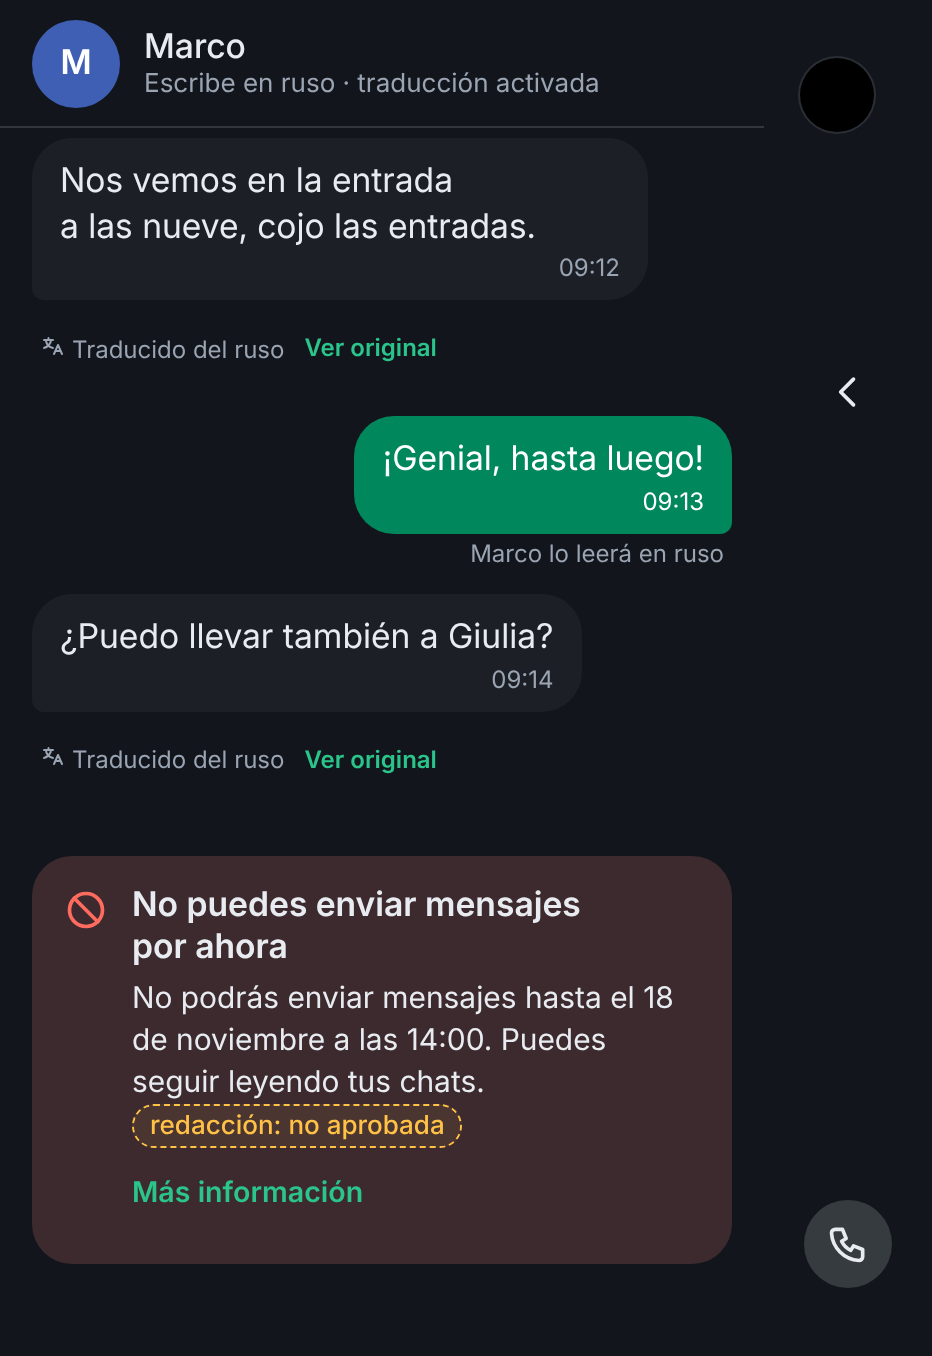 M
Marco
Escribe en ruso · traducción activada
Nos vemos en la entrada
a las nueve, cojo las entradas.
09:12
Traducido del ruso Ver original
¡Genial, hasta luego!
09:13
Marco lo leerá en ruso
¿Puedo llevar también a Giulia?
09:14
Traducido del ruso Ver original
No puedes enviar mensajes
por ahora
No podrás enviar mensajes hasta el 18
de noviembre a las 14:00. Puedes
seguir leyendo tus chats.
redacción: no aprobada
Más información